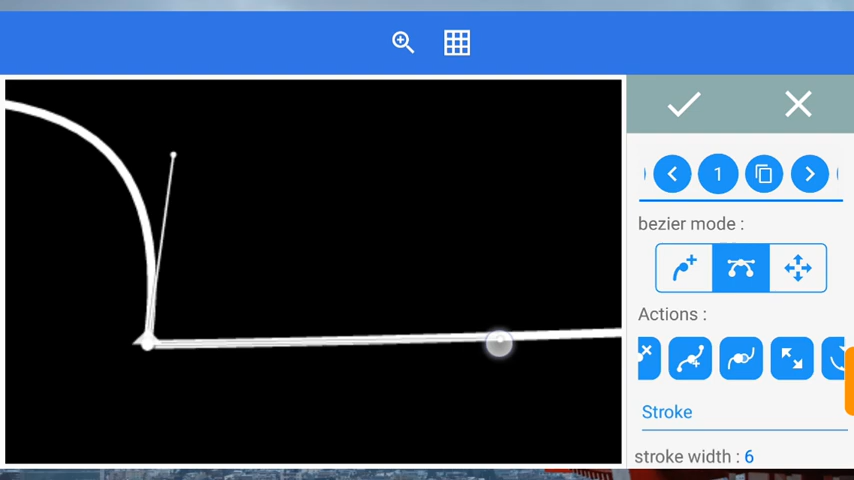 1
bezier mode :
Actions :
Stroke
stroke width : 6